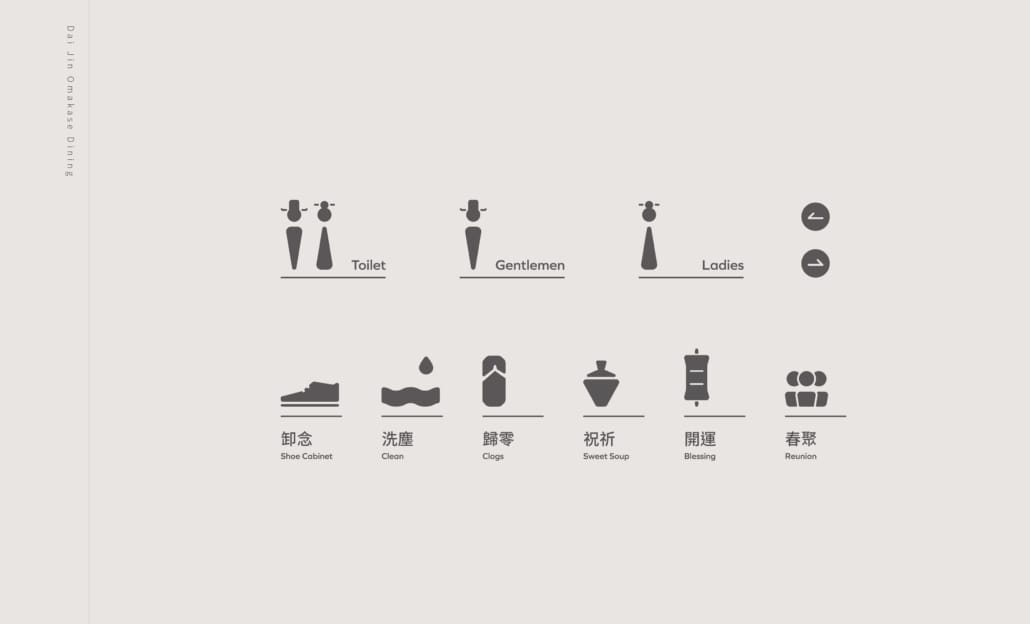 Dai Jin Omakase Dining
Toilet
Gentlemen
Ladies
卸念
Shoe Cabinet
洗塵
Clean
歸零
Clogs
祝祈
Sweet Soup
開運
Blessing
春聚
Reunion